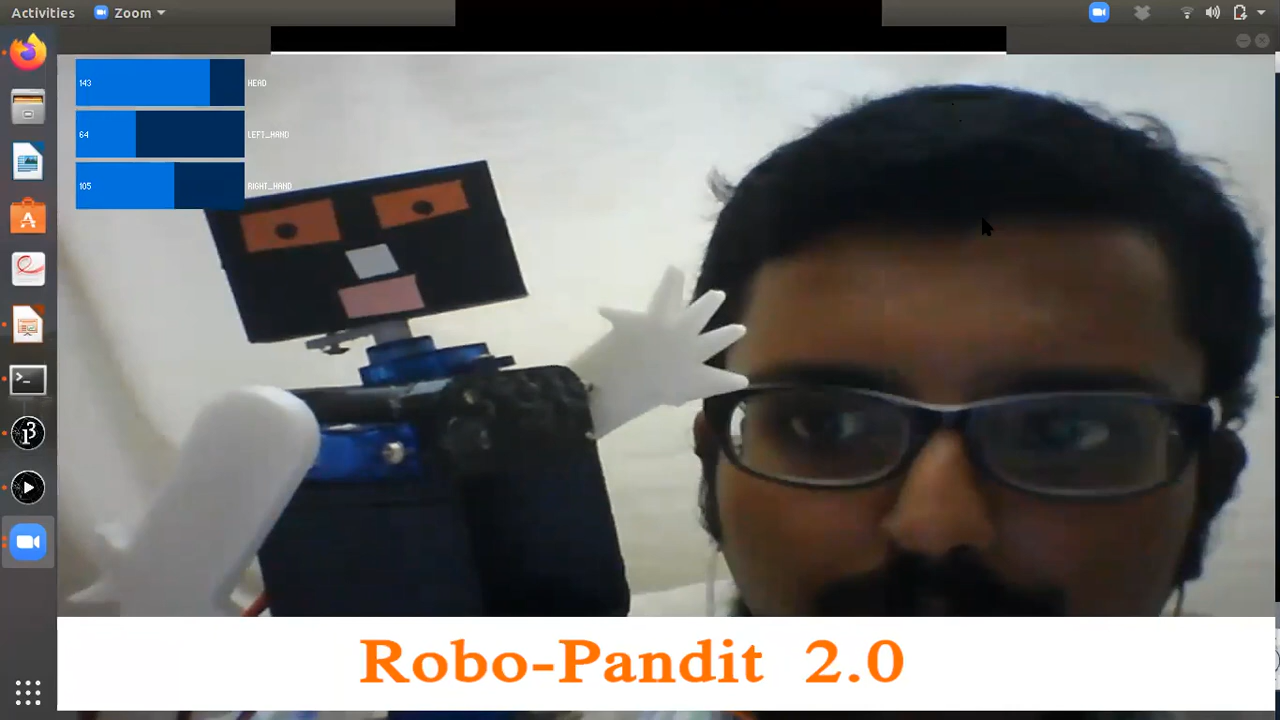 Activities Zoom
143 HEAD
64 LEFT_HAND
105 RIGHT_HAND
Robo-Pandit 2.0